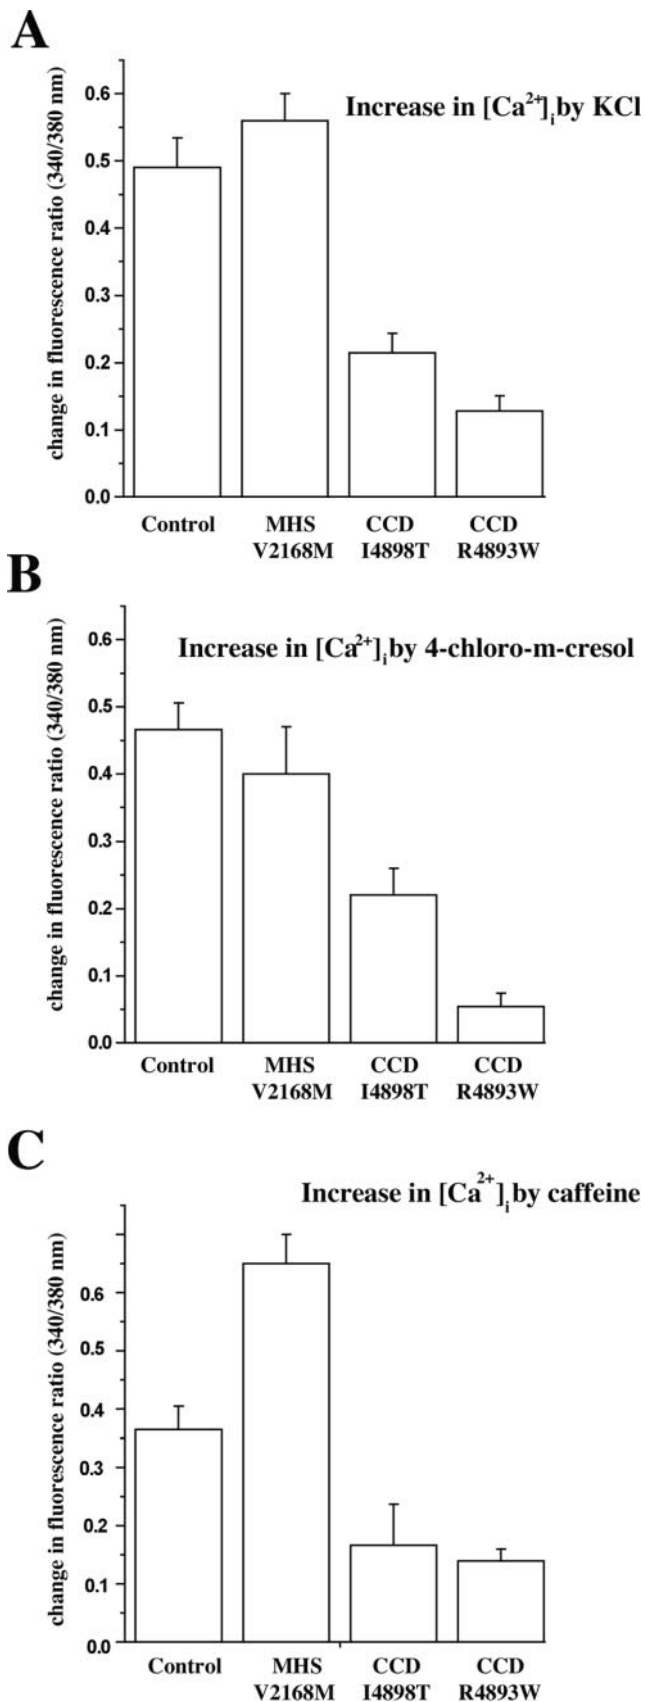 A
change in fluorescence ratio (340/380 nm)
Increase in [Ca²⁺]ᵢ by KCl
0.6
0.5
0.4
0.3
0.2
0.1
0.0
Control MHS CCD CCD
V2168M I4898T R4893W
B
change in fluorescence ratio (340/380 nm)
Increase in [Ca²⁺]ᵢ by 4-chloro-m-cresol
0.6
0.5
0.4
0.3
0.2
0.1
0.0
Control MHS CCD CCD
V2168M I4898T R4893W
C
change in fluorescence ratio (340/380 nm)
Increase in [Ca²⁺]ᵢ by caffeine
0.6
0.5
0.4
0.3
0.2
0.1
0.0
Control MHS CCD CCD
V2168M I4898T R4893W